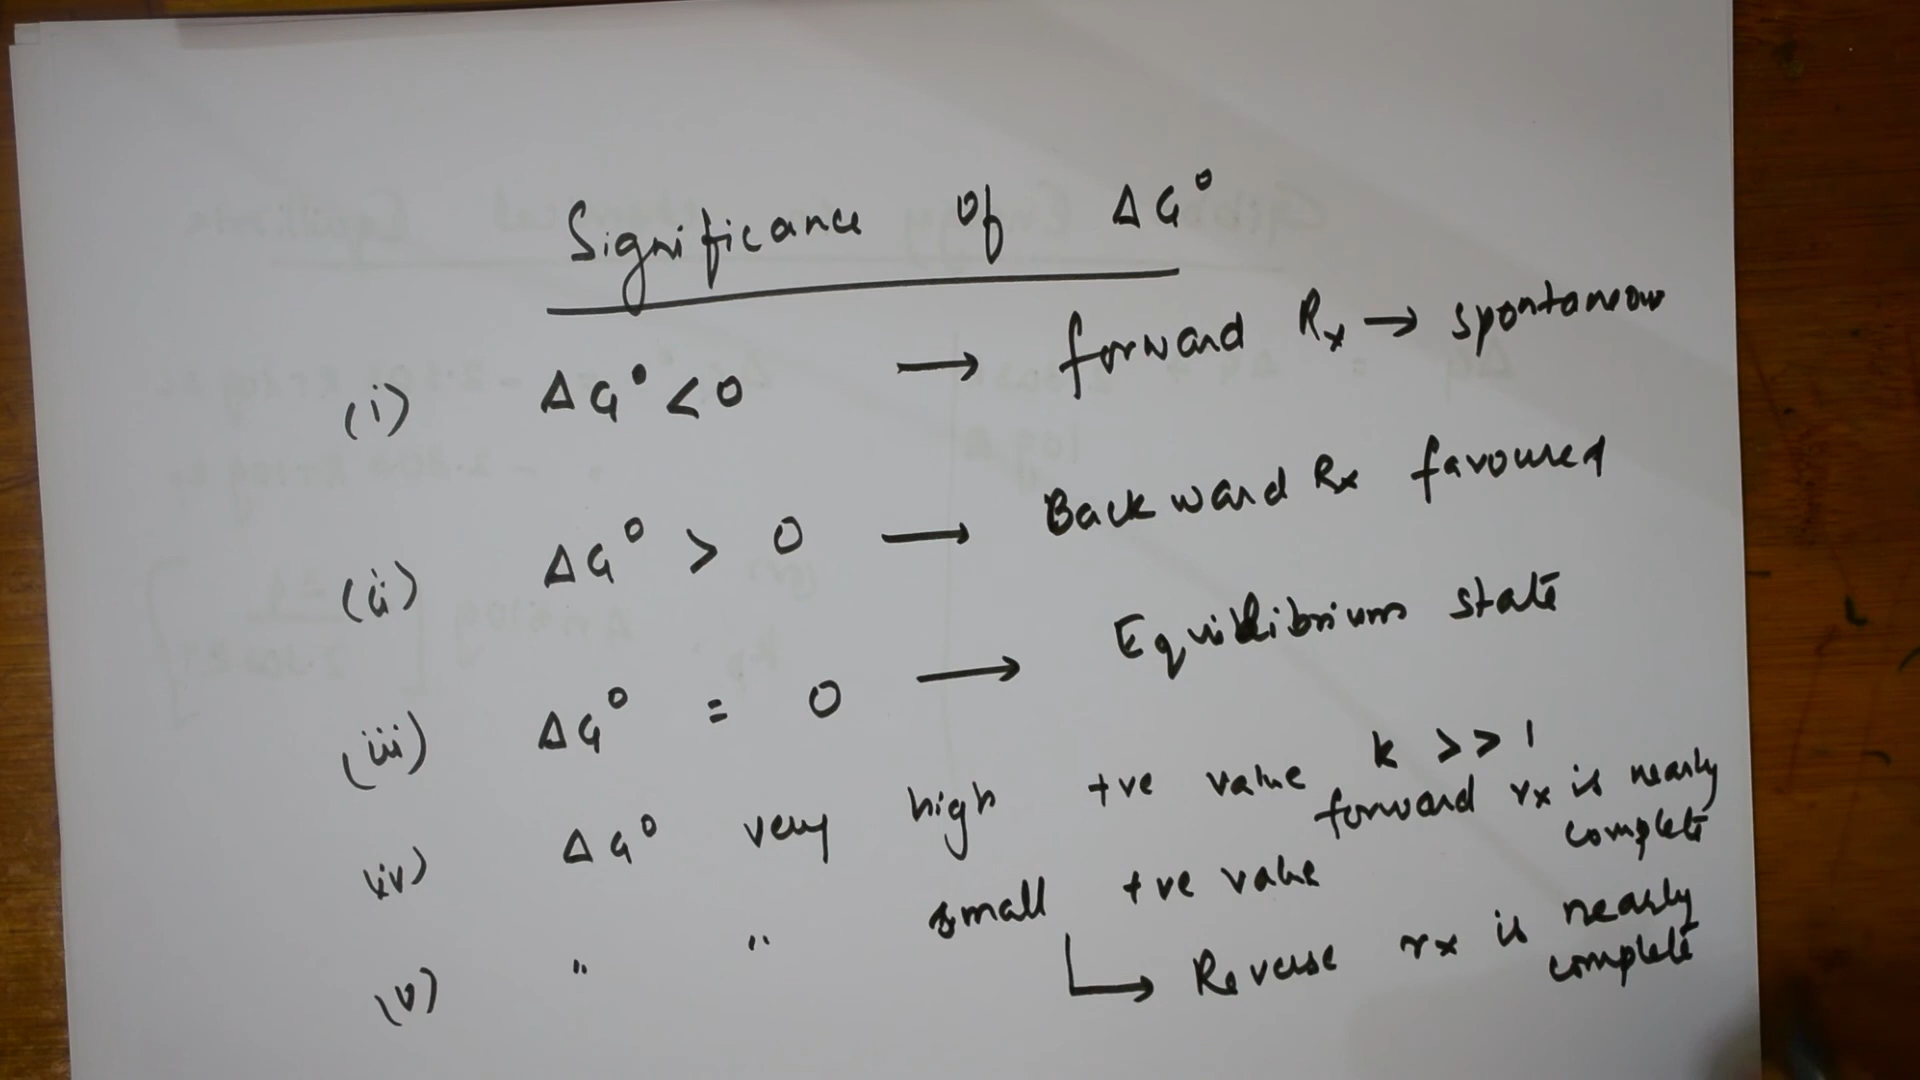 Significance of ΔG°
(i) ΔG° < 0 → forward Rx → spontaneous
(ii) ΔG° > 0 → Backward Rx favoured
(iii) ΔG° = 0 → Equilibrium state
(iv) ΔG° very high +ve value k >> 1
forward rx is nearly
complete
(v) " " small +ve value
↳ Reverse rx is nearly
complete